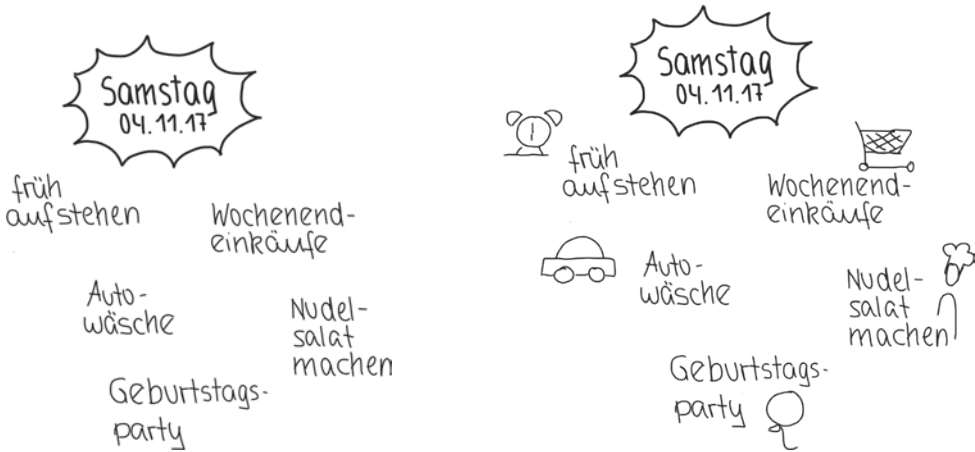 Samstag
04.11.17
früh
aufstehen
Wochenend-
einkäufe
Auto-
wäsche
Nudel-
salat
machen
Geburtstags-
party
Samstag
04.11.17
früh
aufstehen
Wochenend-
einkäufe
Auto-
wäsche
Nudel-
salat
machen
Geburtstags-
party